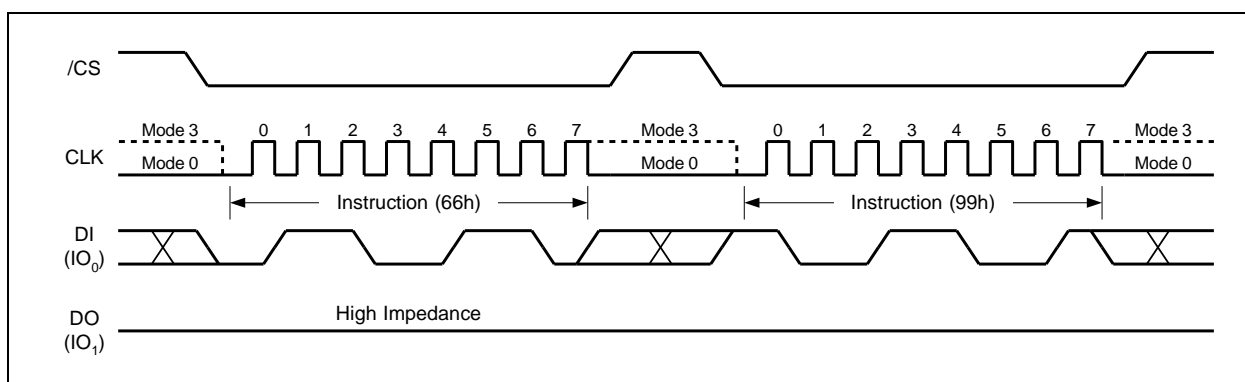 /CS
Mode 3 0 1 2 3 4 5 6 7 Mode 3 0 1 2 3 4 5 6 7 Mode 3
CLK
Mode 0 Mode 0 Mode 0
Instruction (66h) Instruction (99h)
DI
(IO0)
High Impedance
DO
(IO1)